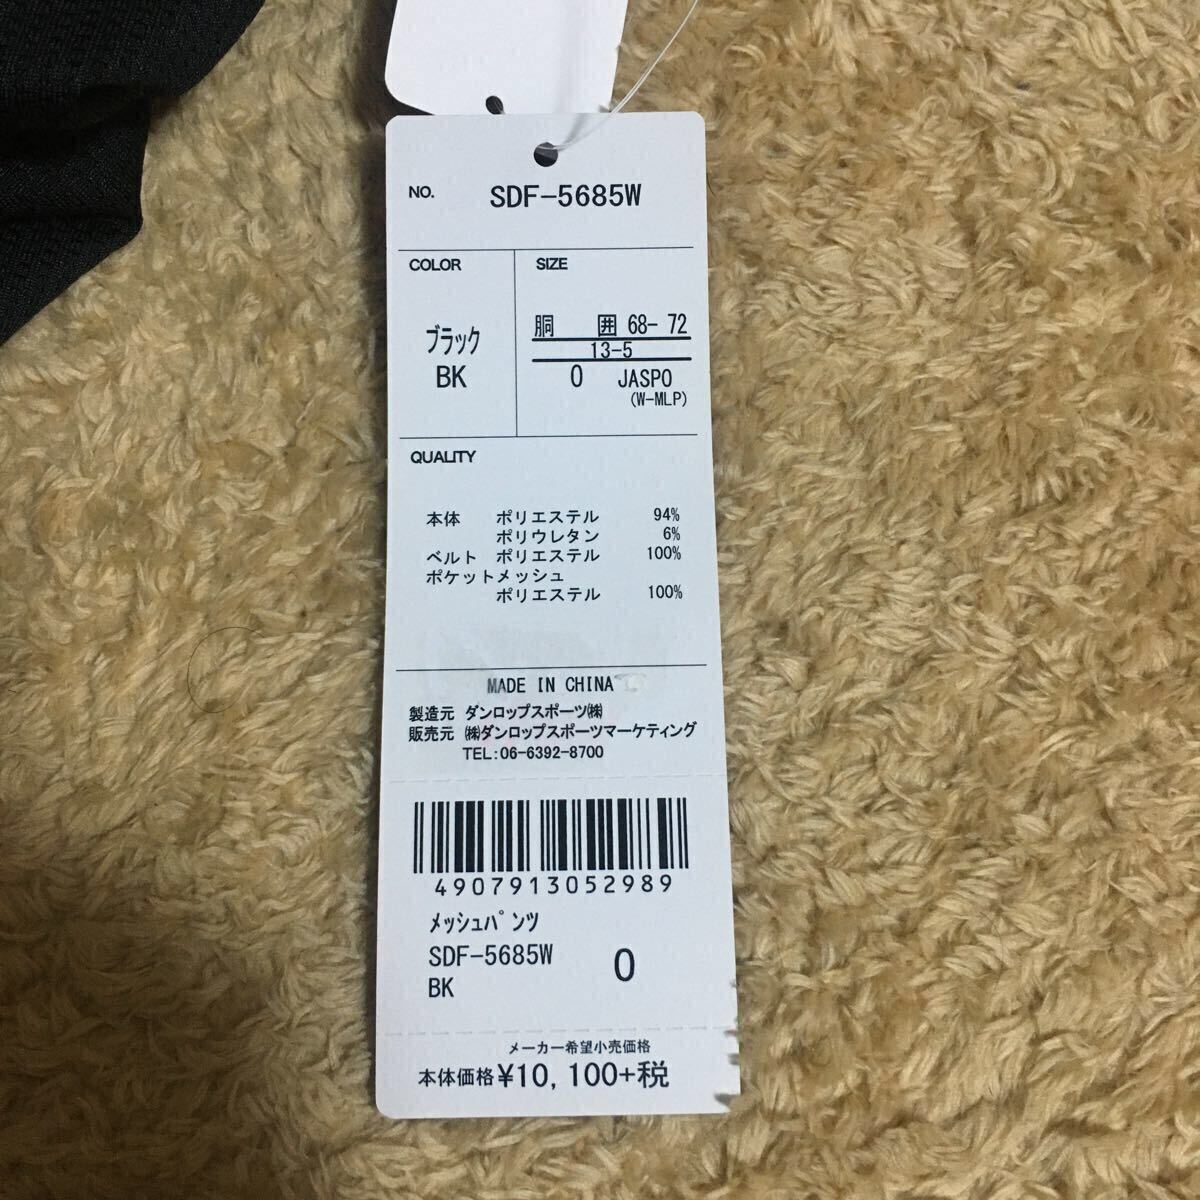 NO. SDF-5685W
COLOR SIZE
ブラック
BK
胴 囲 68- 72
13-5
0 JASPO
(W-MLP)
QUALITY
本体 ポリエステル 94%
ポリウレタン 6%
ベルト ポリエステル 100%
ポケットメッシュ
ポリエステル 100%
MADE IN CHINA
製造元 ダンロップスポーツ㈱
販売元 ㈱ダンロップスポーツマーケティング
TEL:06-6392-8700
4907913052989
メッシュパンツ
SDF-5685W 0
BK
メーカー希望小売価格
本体価格¥10,100+税